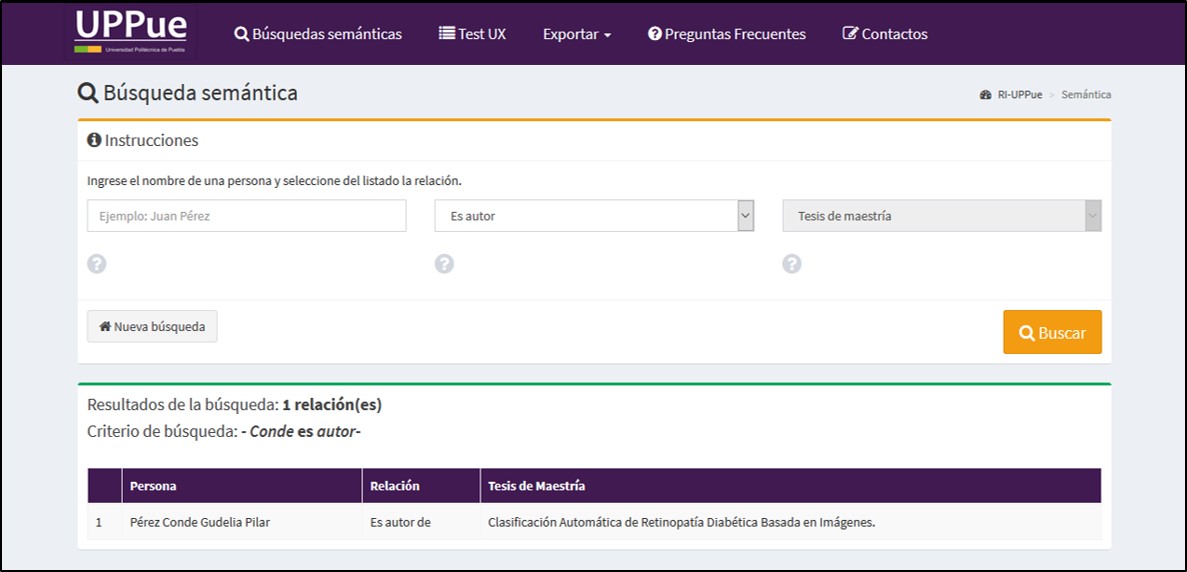 UPPue
Universidad Politécnica de Puebla
Búsquedas semánticas Test UX Exportar Preguntas Frecuentes Contactos
Búsqueda semántica
RI-UPPue > Semántica
Instrucciones
Ingrese el nombre de una persona y seleccione del listado la relación.
Ejemplo: Juan Pérez Es autor Tesis de maestría
? ? ?
Nueva búsqueda Buscar
Resultados de la búsqueda: 1 relación(es)
Criterio de búsqueda: - Conde es autor-
Persona Relación Tesis de Maestría
1 Pérez Conde Gudelia Pilar Es autor de Clasificación Automática de Retinopatía Diabética Basada en Imágenes.